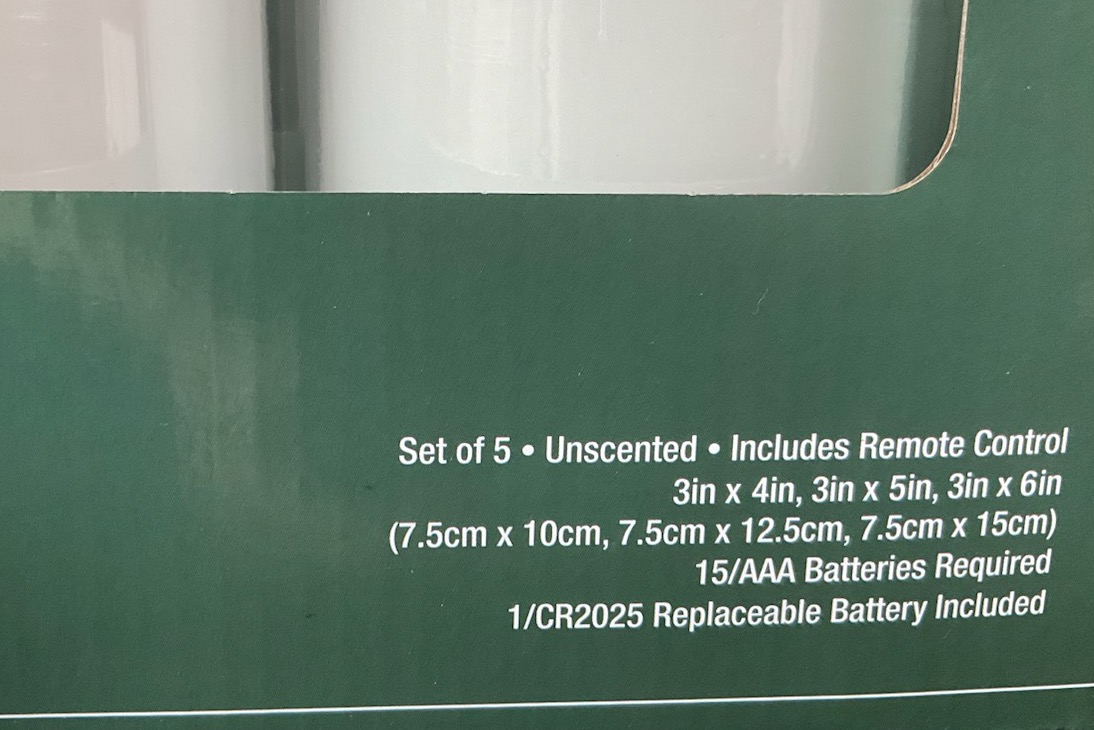 Set of 5 • Unscented • Includes Remote Control
3in x 4in, 3in x 5in, 3in x 6in
(7.5cm x 10cm, 7.5cm x 12.5cm, 7.5cm x 15cm)
15/AAA Batteries Required
1/CR2025 Replaceable Battery Included